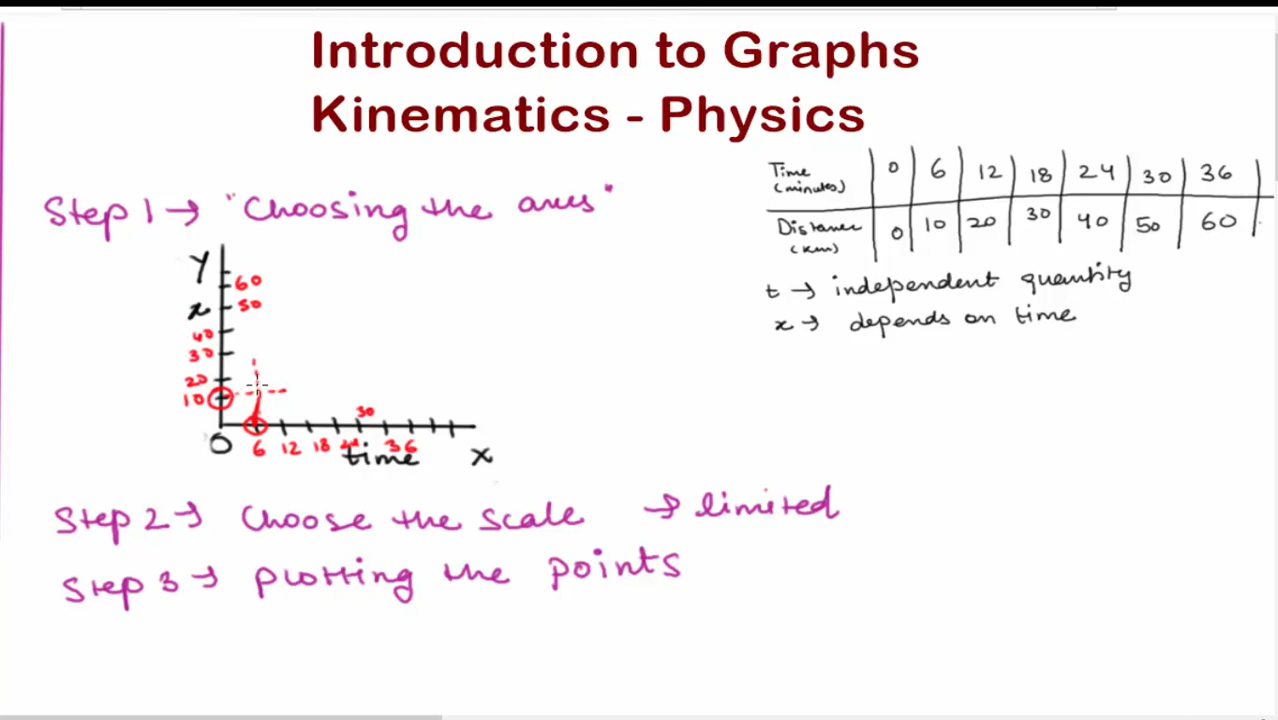 Introduction to Graphs
Kinematics - Physics
Step 1 → "Choosing the axes"
Time (minutes) 0 6 12 18 24 30 36
Distance (km) 0 10 20 30 40 50 60
t → independent quantity
x → depends on time
Y
x
60
50
40
30
20
10
30
O
6 12 18 24 36
time
X
Step 2 → Choose the scale → limited
Step 3 → plotting the points